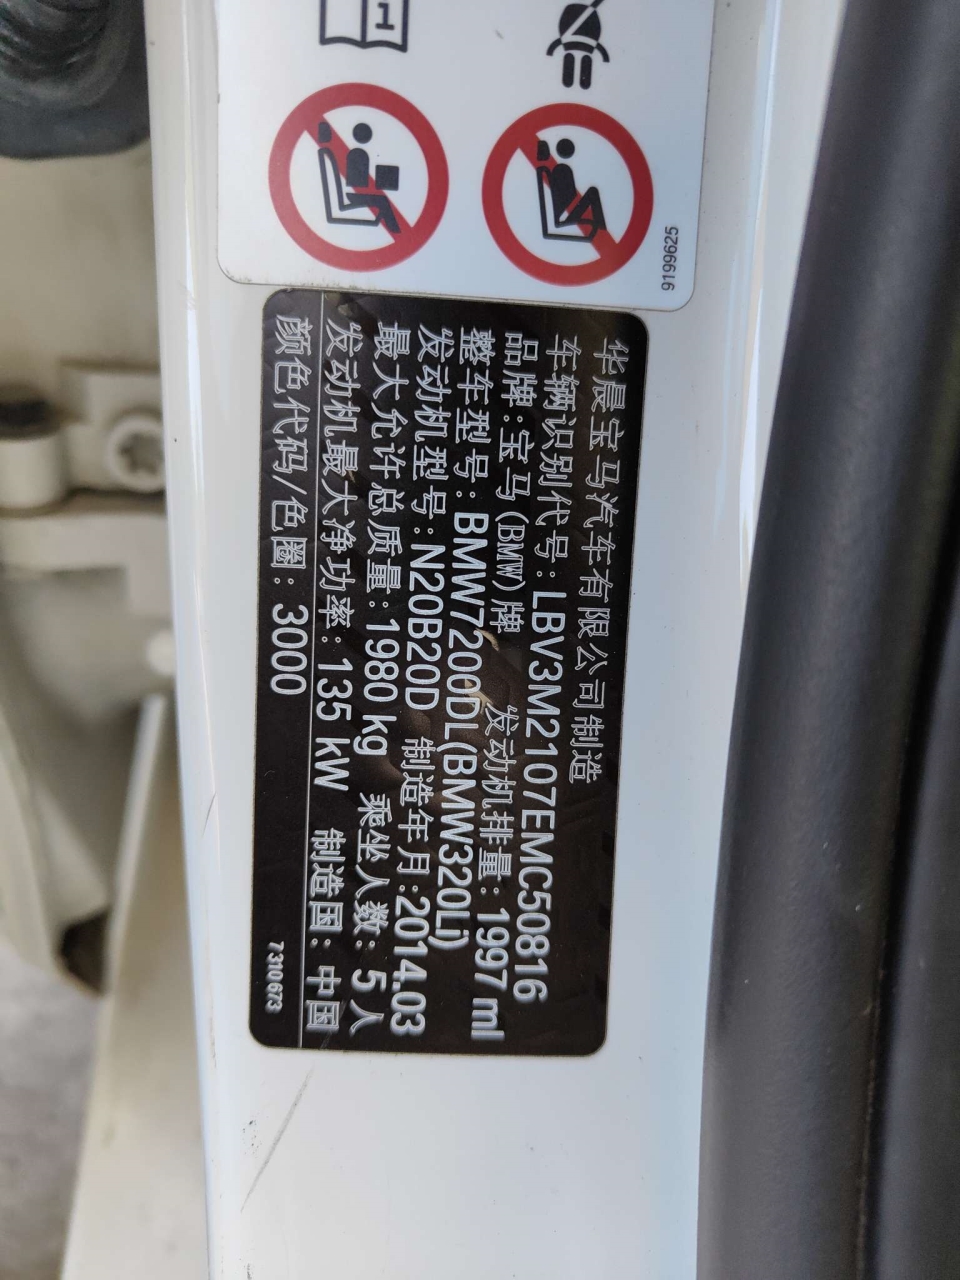 i
9199625
华晨宝马汽车有限公司制造
车辆识别代号:LBV3M2107EMC50816
品牌:宝马(BMW)牌 发动机排量:1997 ml
整车型号:BMW7200DL(BMW320Li)
发动机型号:N20B20D 制造年月:2014.03
最大允许总质量:1980 kg 乘坐人数:5人
发动机最大净功率:135 kW 制造国:中国
颜色代码/色圈:3000
7310673